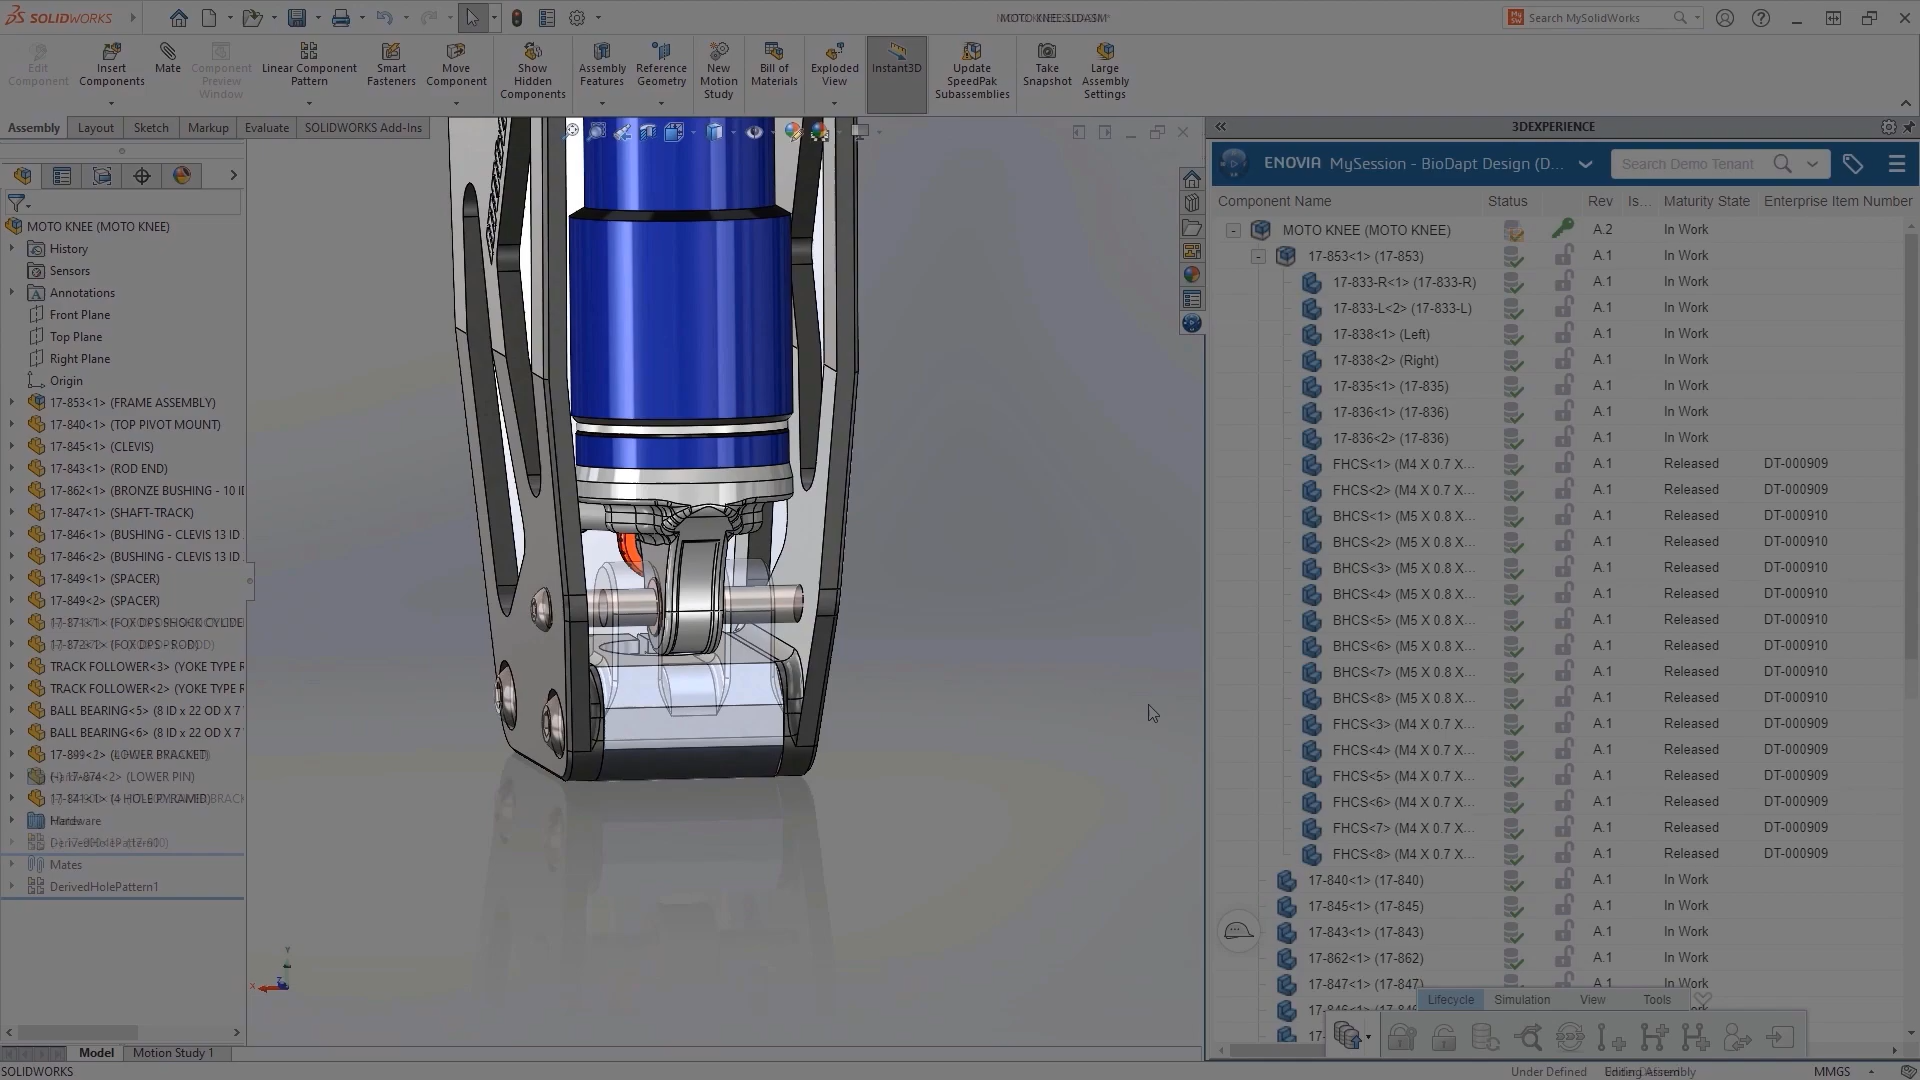 SOLIDWORKS
MOTO KNEE.SLDASM *
Search MySolidWorks
Edit Component
Insert Components
Mate
Component Preview Window
Linear Component Pattern
Smart Fasteners
Move Component
Show Hidden Components
Assembly Features
Reference Geometry
New Motion Study
Bill of Materials
Exploded View
Instant3D
Update SpeedPak Subassemblies
Take Snapshot
Large Assembly Settings
Assembly
Layout
Sketch
Markup
Evaluate
SOLIDWORKS Add-Ins
MOTO KNEE (MOTO KNEE)
History
Sensors
Annotations
Front Plane
Top Plane
Right Plane
Origin
17-853<1> (FRAME ASSEMBLY)
17-840<1> (TOP PIVOT MOUNT)
17-845<1> (CLEVIS)
17-843<1> (ROD END)
17-862<1> (BRONZE BUSHING - 10 ID
17-847<1> (SHAFT-TRACK)
17-846<1> (BUSHING - CLEVIS 13 ID
17-846<2> (BUSHING - CLEVIS 13 ID
17-849<1> (SPACER)
17-849<2> (SPACER)
17-871<1> (FOX DPS SHOCK CYLINDE
17-872<1> (FOX DPS - ROD)
TRACK FOLLOWER<3> (YOKE TYPE R
TRACK FOLLOWER<2> (YOKE TYPE R
BALL BEARING<5> (8 ID x 22 OD X 7
BALL BEARING<6> (8 ID x 22 OD X 7
17-899<2> (LOWER BRACKET)
(-) 17-874<2> (LOWER PIN)
17-841<1> (4 HOLE PYRAMID)
Hardware
Mates
DerivedHolePattern1
3DEXPERIENCE
ENOVIA MySession - BioDapt Design (D...
Search Demo Tenant
Component Name Status Rev Is... Maturity State Enterprise Item Number
MOTO KNEE (MOTO KNEE) A.2 In Work
17-853<1> (17-853) A.1 In Work
17-833-R<1> (17-833-R) A.1 In Work
17-833-L<2> (17-833-L) A.1 In Work
17-838<1> (Left) A.1 In Work
17-838<2> (Right) A.1 In Work
17-835<1> (17-835) A.1 In Work
17-836<1> (17-836) A.1 In Work
17-836<2> (17-836) A.1 In Work
FHCS<1> (M4 X 0.7 X... A.1 Released DT-000909
FHCS<2> (M4 X 0.7 X... A.1 Released DT-000909
BHCS<1> (M5 X 0.8 X... A.1 Released DT-000910
BHCS<2> (M5 X 0.8 X... A.1 Released DT-000910
BHCS<3> (M5 X 0.8 X... A.1 Released DT-000910
BHCS<4> (M5 X 0.8 X... A.1 Released DT-000910
BHCS<5> (M5 X 0.8 X... A.1 Released DT-000910
BHCS<6> (M5 X 0.8 X... A.1 Released DT-000910
BHCS<7> (M5 X 0.8 X... A.1 Released DT-000910
BHCS<8> (M5 X 0.8 X... A.1 Released DT-000910
FHCS<3> (M4 X 0.7 X... A.1 Released DT-000909
FHCS<4> (M4 X 0.7 X... A.1 Released DT-000909
FHCS<5> (M4 X 0.7 X... A.1 Released DT-000909
FHCS<6> (M4 X 0.7 X... A.1 Released DT-000909
FHCS<7> (M4 X 0.7 X... A.1 Released DT-000909
FHCS<8> (M4 X 0.7 X... A.1 Released DT-000909
17-840<1> (17-840) A.1 In Work
17-845<1> (17-845) A.1 In Work
17-843<1> (17-843) A.1 In Work
17-862<1> (17-862) A.1 In Work
17-847<1> (17-847) A.1 In Work
17-846<1> (17-846
17-
Lifecycle
Simulation
View
Tools
Model
Motion Study 1
SOLIDWORKS
Under Defined
Editing Assembly
MMGS